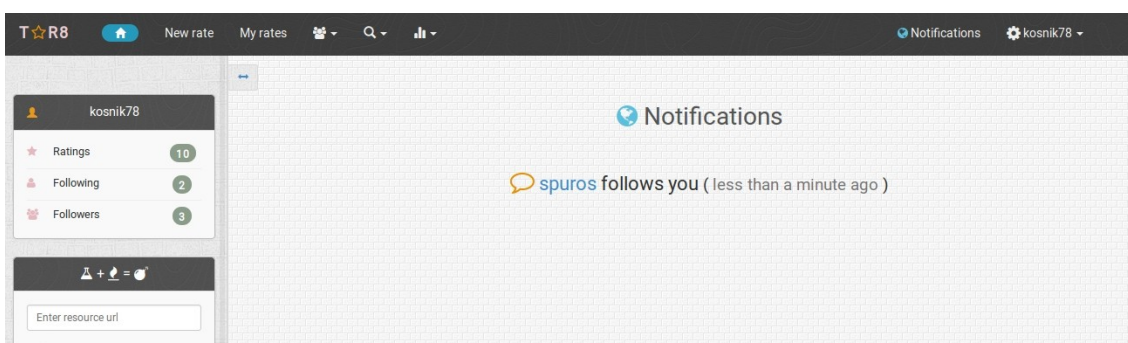 T☆R8 New rate My rates Notifications kosnik78
kosnik78
Ratings 10
Following 2
Followers 3
+ =
Enter resource url
Notifications
spuros follows you ( less than a minute ago )